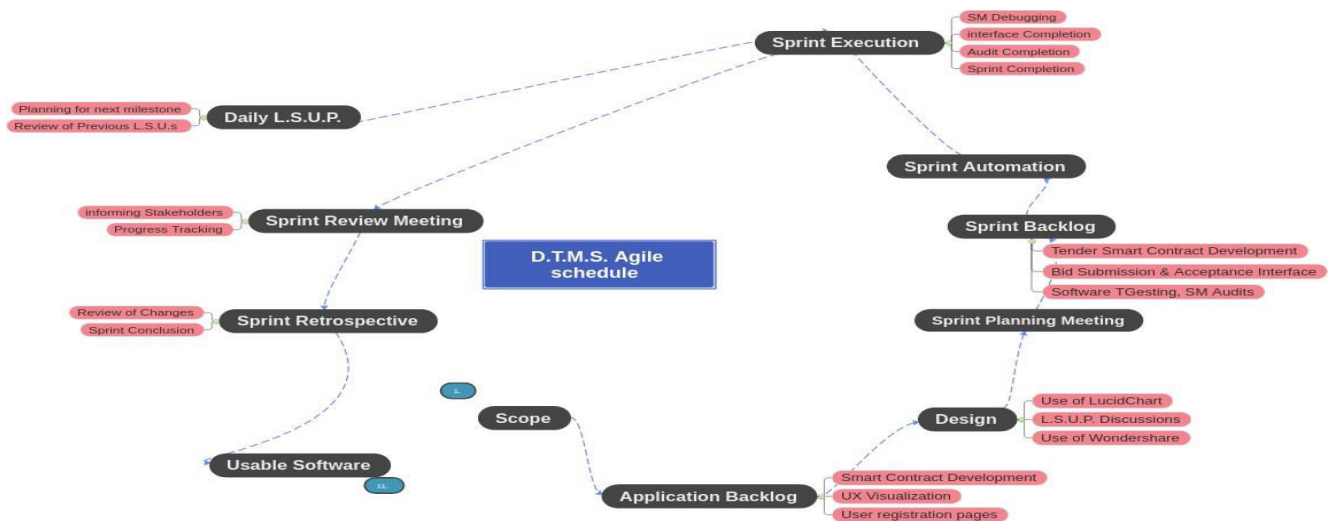 Sprint Execution
SM Debugging
interface Completion
Audit Completion
Sprint Completion
Daily L.S.U.P.
Planning for next milestone
Review of Previous L.S.U.s
Sprint Automation
Sprint Review Meeting
informing Stakeholders
Progress Tracking
Sprint Backlog
Tender Smart Contract Development
Bid Submission & Acceptance Interface
Software TGesting, SM Audits
D.T.M.S. Agile
schedule
Sprint Retrospective
Review of Changes
Sprint Conclusion
Sprint Planning Meeting
1.
Scope
Design
Use of LucidChart
L.S.U.P. Discussions
Use of Wondershare
Usable Software
11.
Application Backlog
Smart Contract Development
UX Visualization
User registration pages